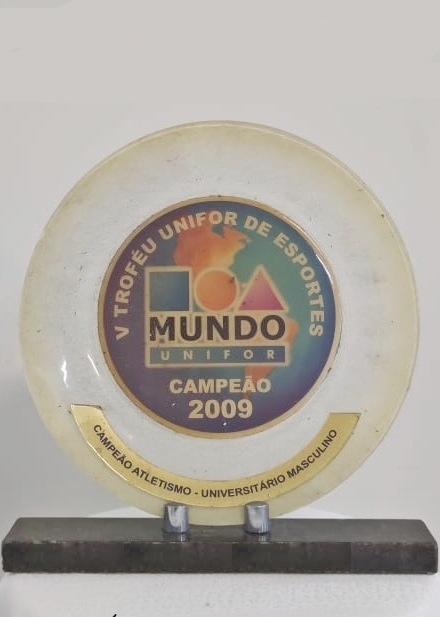 V TROFÉU UNIFOR DE ESPORTES
MUNDO
UNIFOR
CAMPEÃO
2009
CAMPEÃO ATLETISMO - UNIVERSITÁRIO MASCULINO